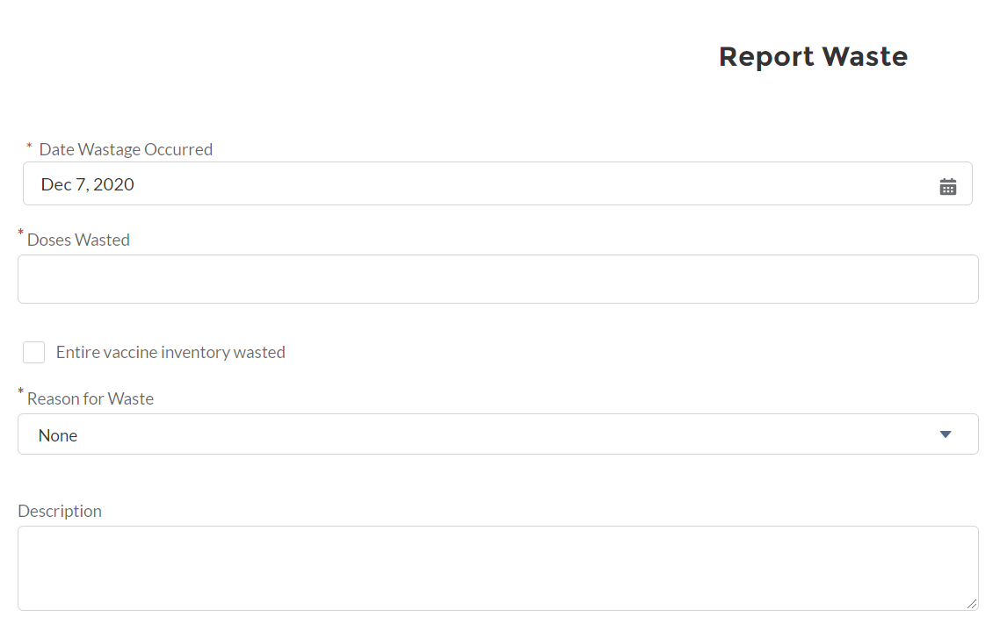 Report Waste
* Date Wastage Occurred
Dec 7, 2020
* Doses Wasted
Entire vaccine inventory wasted
* Reason for Waste
None
Description